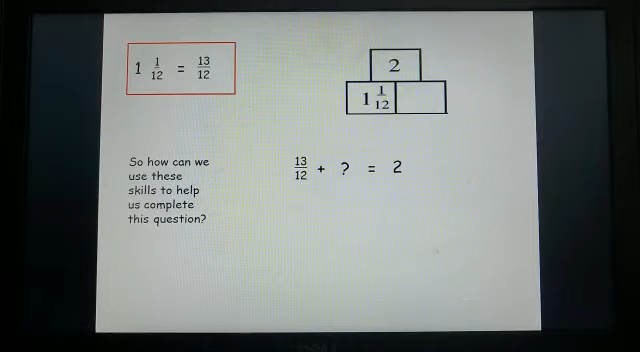 1 1/12 = 13/12
2
1 1/12
So how can we
use these
skills to help
us complete
this question?
13/12 + ? = 2